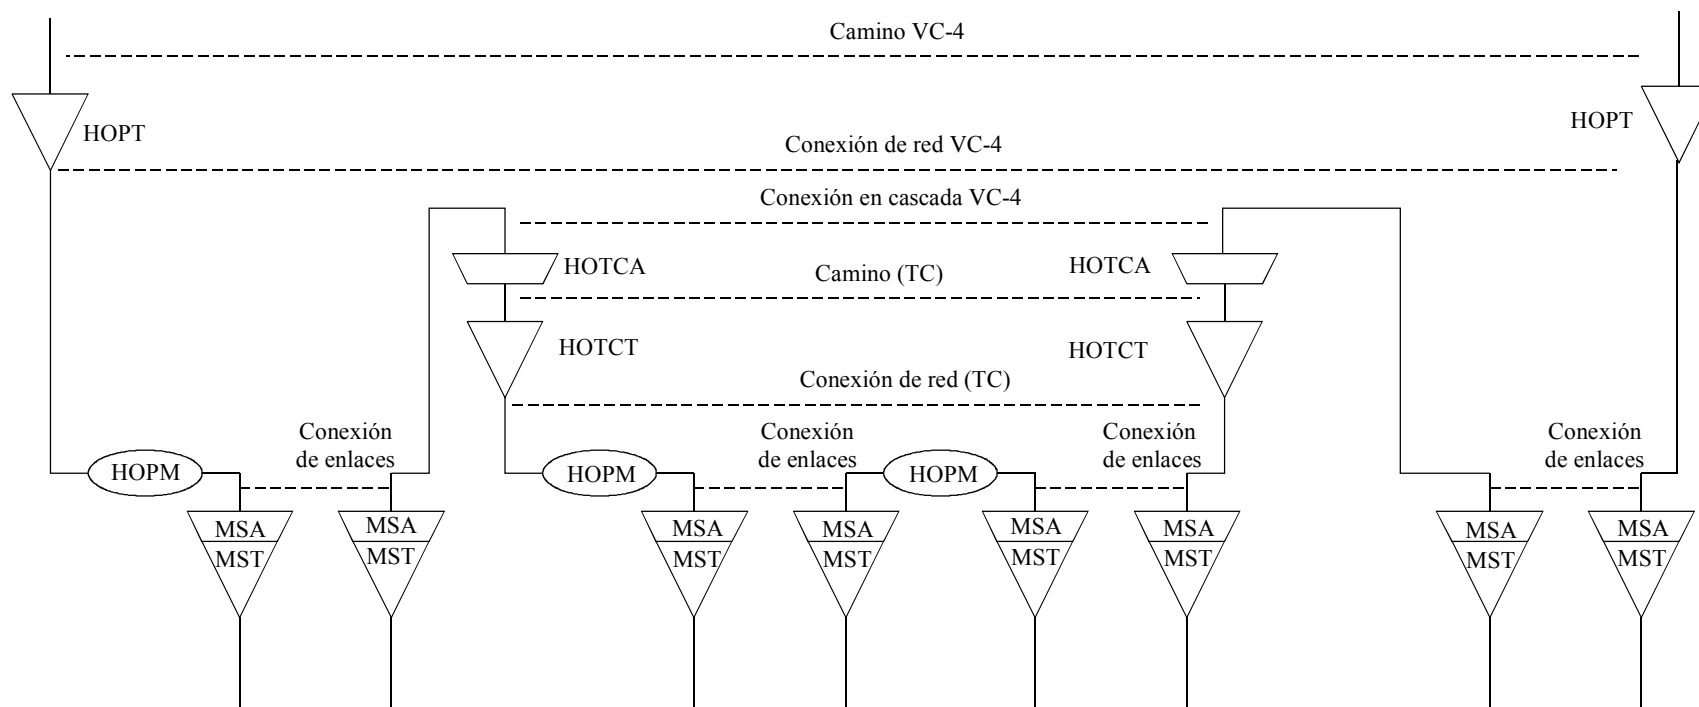 Camino VC-4
HOPT
HOPT
Conexión de red VC-4
Conexión en cascada VC-4
HOTCA
HOTCA
Camino (TC)
HOTCT
HOTCT
Conexión de red (TC)
Conexión
de enlaces
Conexión
de enlaces
Conexión
de enlaces
Conexión
de enlaces
HOPM
HOPM
HOPM
MSA
MST
MSA
MST
MSA
MST
MSA
MST
MSA
MST
MSA
MST
MSA
MST
MSA
MST